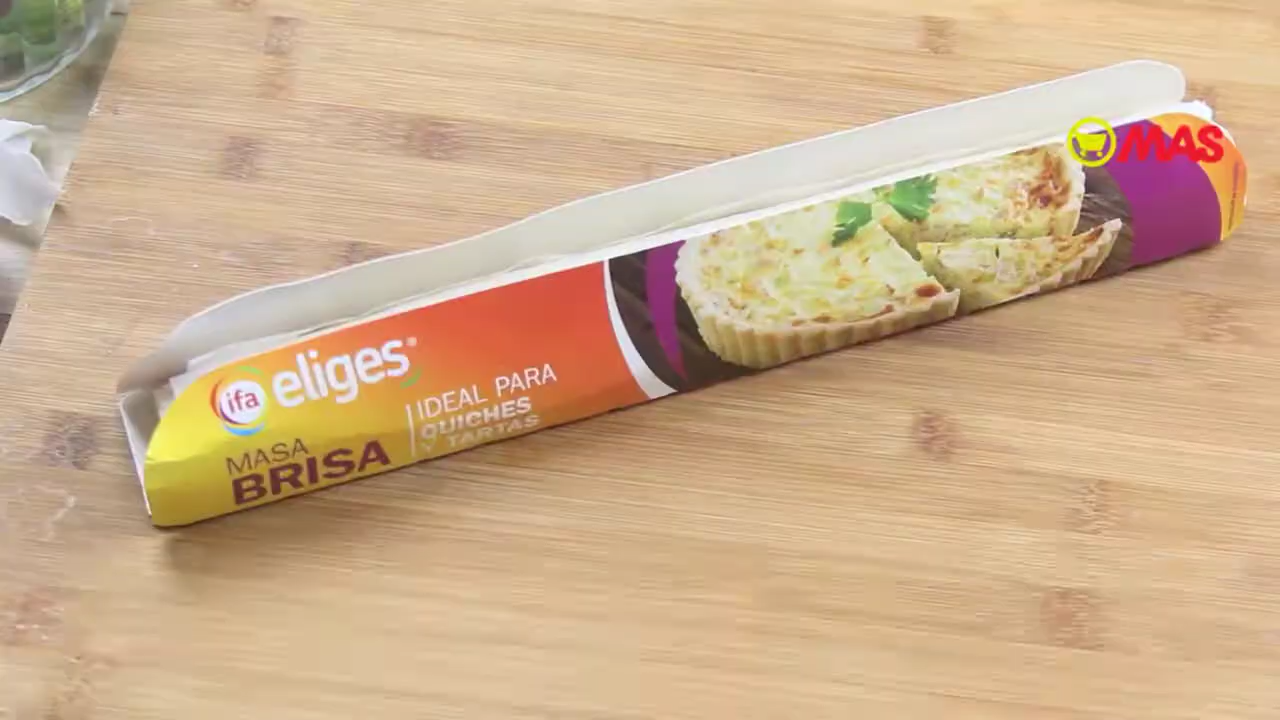 MAS
ifa eliges®
MASA
BRISA
IDEAL PARA
QUICHES
Y TARTAS